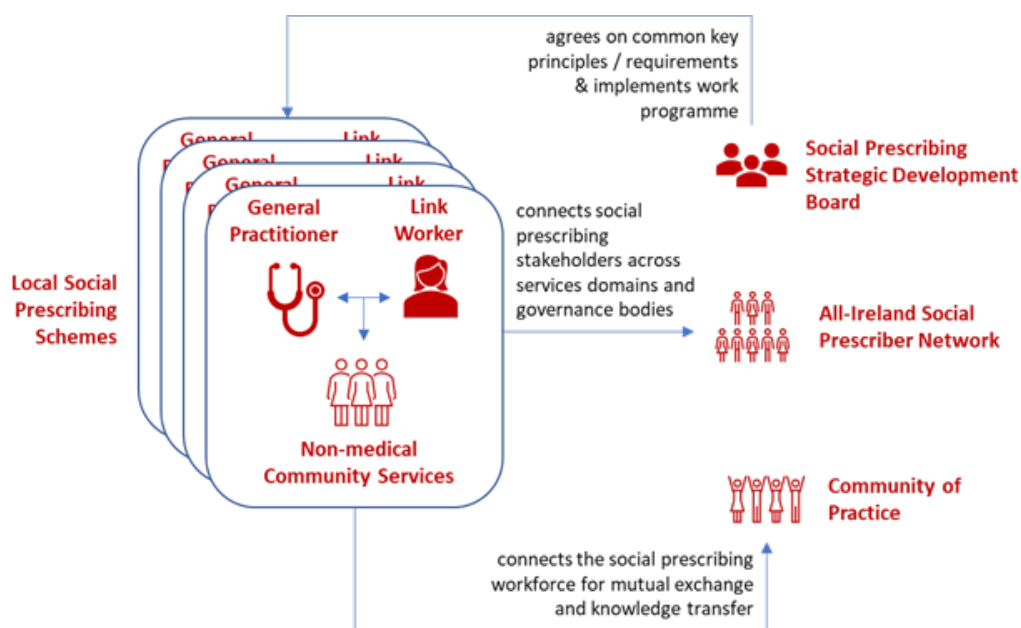 agrees on common key
principles / requirements
& implements work
programme
Social Prescribing
Strategic Development
Board
General
Link
General
Link
General
Link
General
Practitioner
Link
Worker
connects social
prescribing
stakeholders across
services domains and
governance bodies
Local Social
Prescribing
Schemes
All-Ireland Social
Prescriber Network
Non-medical
Community Services
Community of
Practice
connects the social prescribing
workforce for mutual exchange
and knowledge transfer